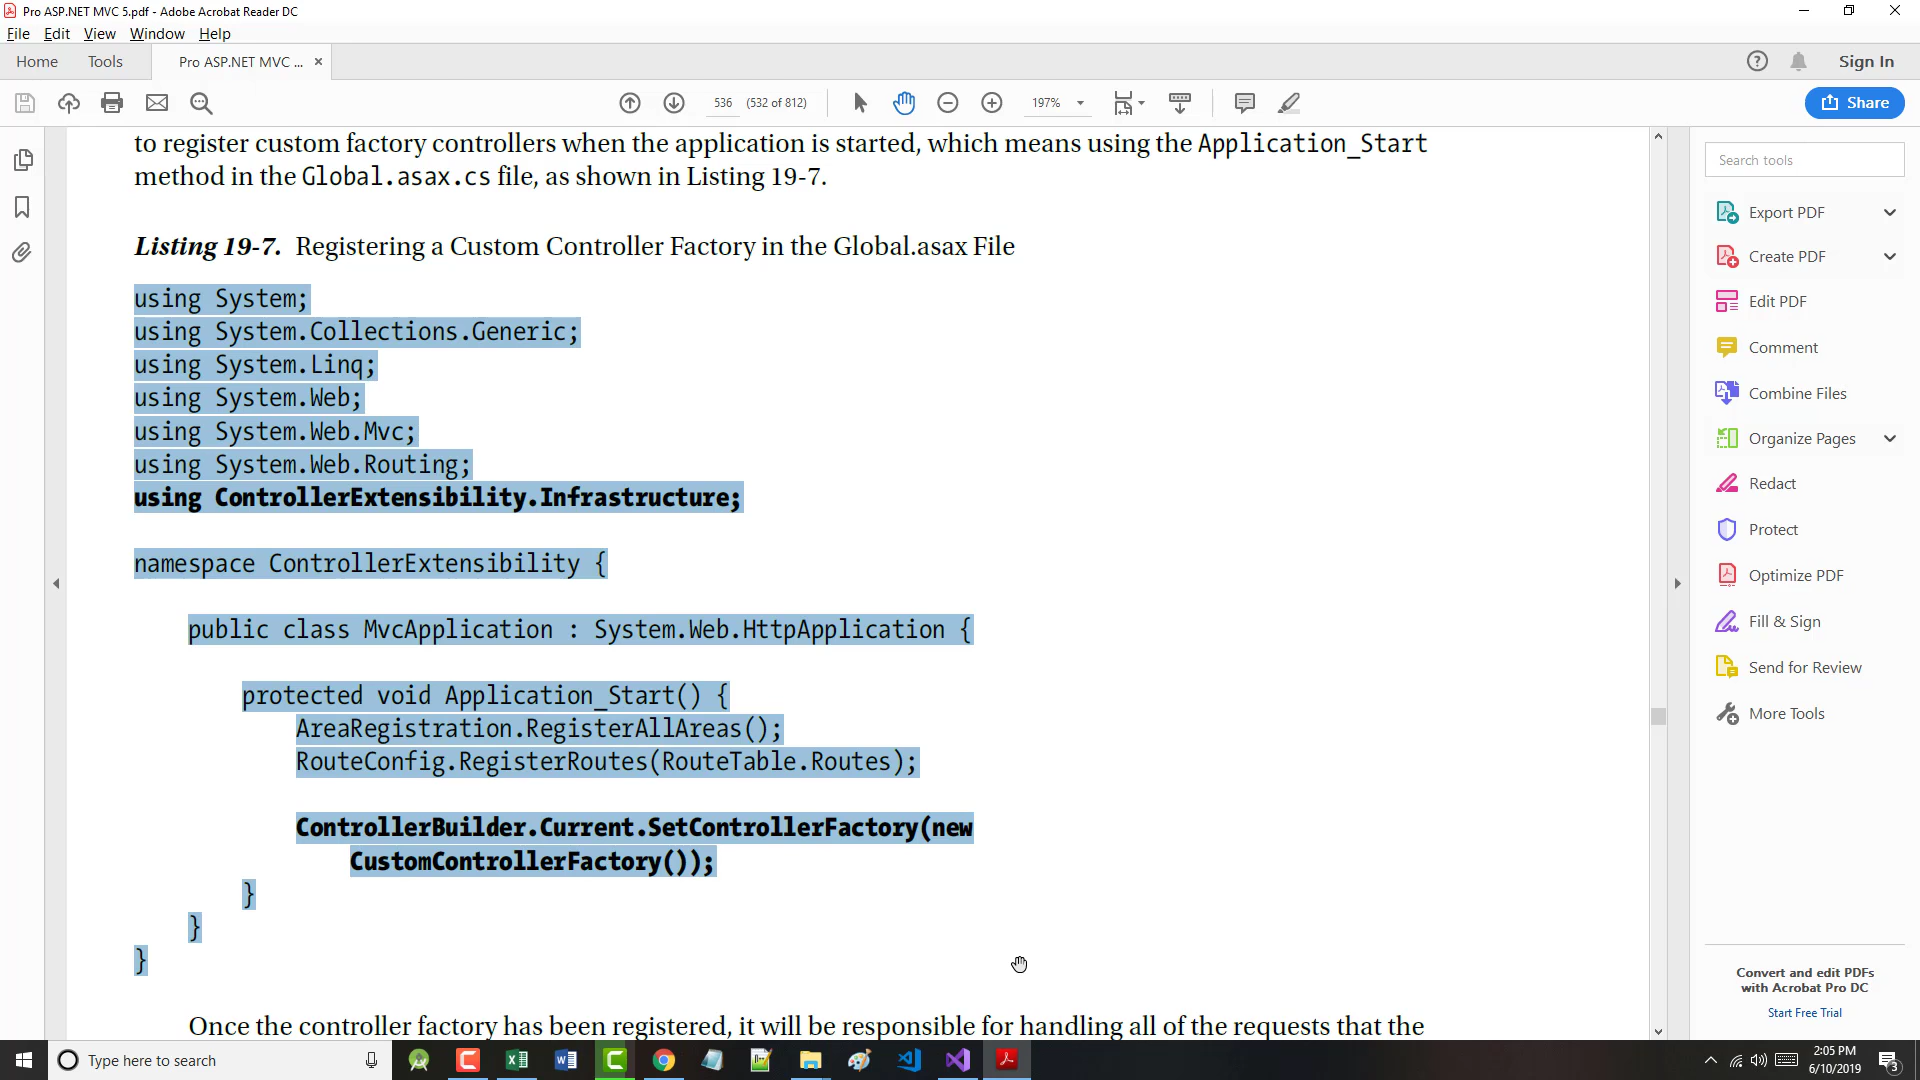 Pro ASP.NET MVC 5.pdf - Adobe Acrobat Reader DC
File Edit View Window Help
Home Tools Pro ASP.NET MVC ... × Sign In
536 (532 of 812) 197% Share
to register custom factory controllers when the application is started, which means using the Application_Start
method in the Global.asax.cs file, as shown in Listing 19-7.
Listing 19-7. Registering a Custom Controller Factory in the Global.asax File
using System;
using System.Collections.Generic;
using System.Linq;
using System.Web;
using System.Web.Mvc;
using System.Web.Routing;
using ControllerExtensibility.Infrastructure;
namespace ControllerExtensibility {
public class MvcApplication : System.Web.HttpApplication {
protected void Application_Start() {
AreaRegistration.RegisterAllAreas();
RouteConfig.RegisterRoutes(RouteTable.Routes);
ControllerBuilder.Current.SetControllerFactory(new
CustomControllerFactory());
}
}
}
Once the controller factory has been registered, it will be responsible for handling all of the requests that the
Search tools
Export PDF
Create PDF
Edit PDF
Comment
Combine Files
Organize Pages
Redact
Protect
Optimize PDF
Fill & Sign
Send for Review
More Tools
Convert and edit PDFs
with Acrobat Pro DC
Start Free Trial
Type here to search
2:05 PM
6/10/2019
3